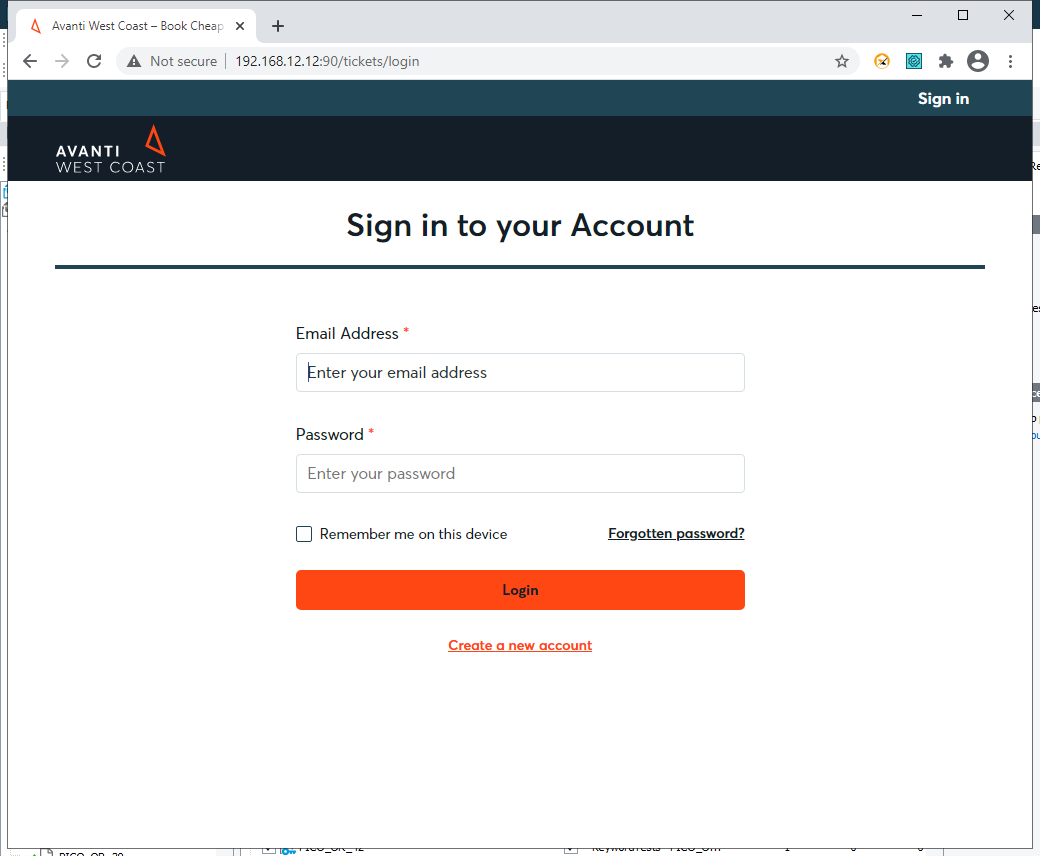 Avanti West Coast – Book Cheap
Not secure
192.168.12.12:90/tickets/login
Sign in
AVANTI
WEST COAST
Sign in to your Account
Email Address *
Enter your email address
Password *
Enter your password
Remember me on this device
Forgotten password?
Login
Create a new account